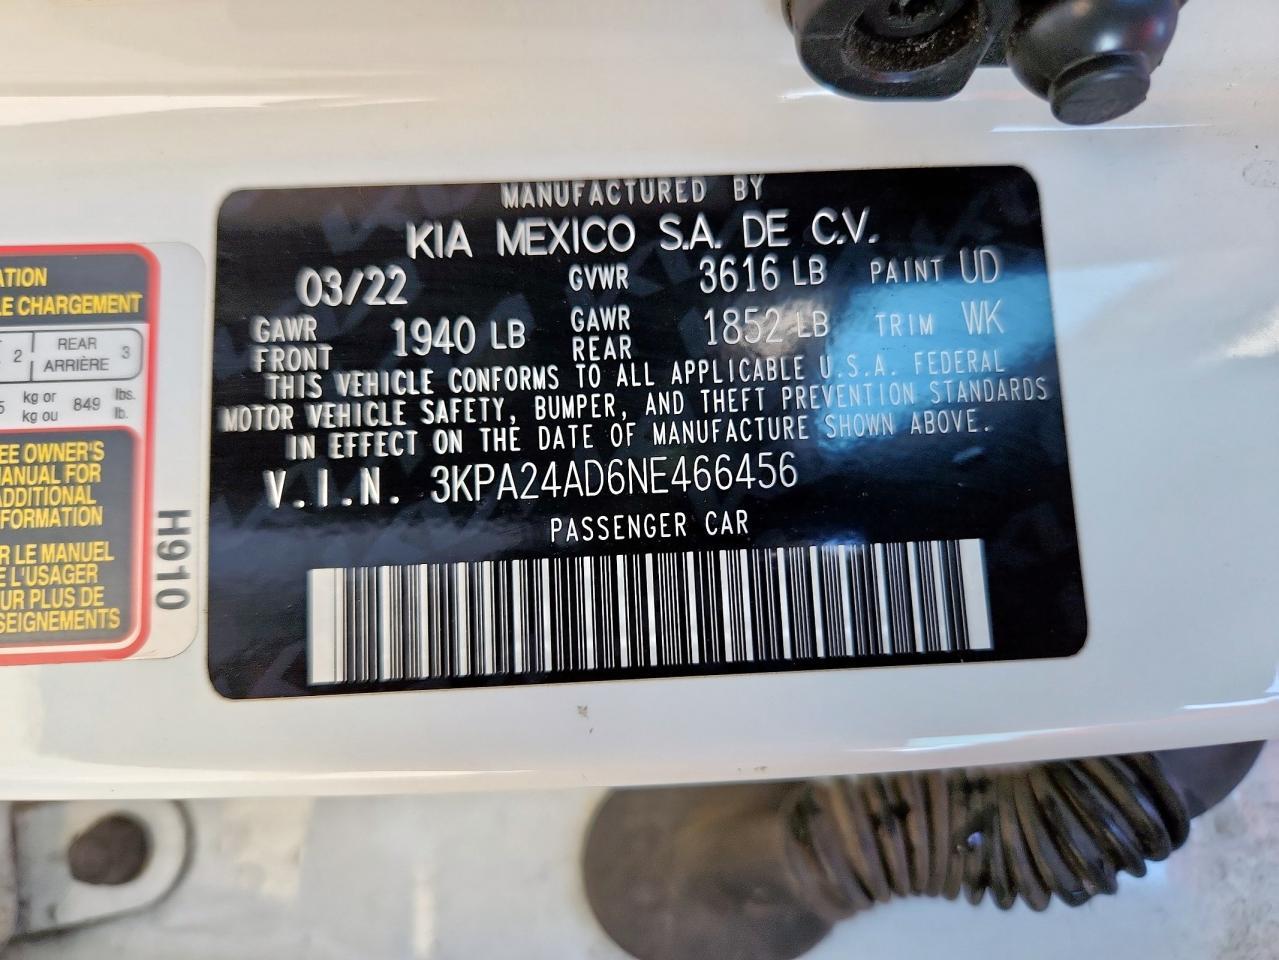 MANUFACTURED BY
KIA MEXICO S.A. DE C.V.
03/22 GVWR 3616 LB PAINT UD
GAWR FRONT 1940 LB GAWR REAR 1852 LB TRIM WK
THIS VEHICLE CONFORMS TO ALL APPLICABLE U.S.A. FEDERAL
MOTOR VEHICLE SAFETY, BUMPER, AND THEFT PREVENTION STANDARDS
IN EFFECT ON THE DATE OF MANUFACTURE SHOWN ABOVE.
V.I.N. 3KPA24AD6NE466456
PASSENGER CAR
ATION
LE CHARGEMENT
2 REAR ARRIÈRE 3
5 kg or kg ou 849 lbs. lb.
EE OWNER'S
MANUAL FOR
ADDITIONAL
FORMATION
R LE MANUEL
E L'USAGER
UR PLUS DE
SEIGNEMENTS
H910